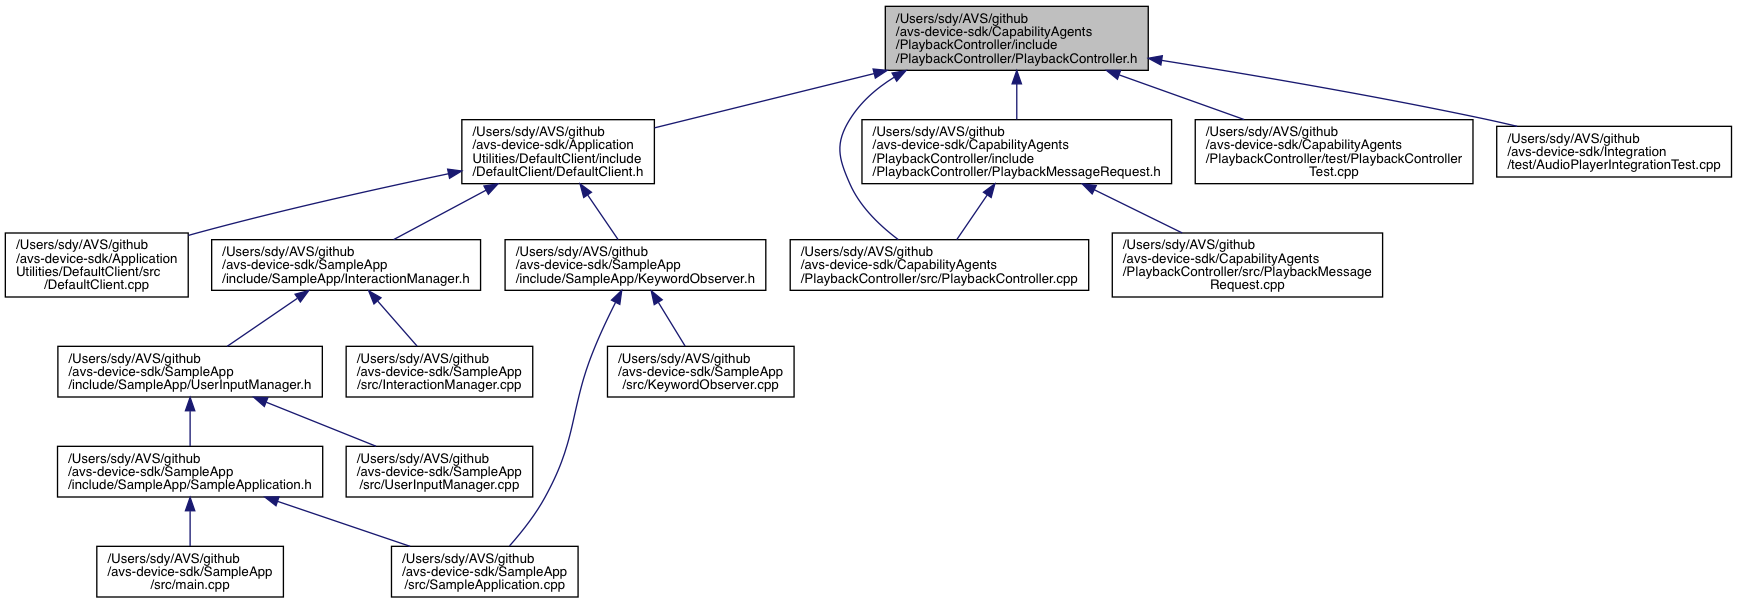 /Users/sdy/AVS/github
/avs-device-sdk/CapabilityAgents
/PlaybackController/include
/PlaybackController/PlaybackController.h
/Users/sdy/AVS/github
/avs-device-sdk/Application
Utilities/DefaultClient/include
/DefaultClient/DefaultClient.h
/Users/sdy/AVS/github
/avs-device-sdk/CapabilityAgents
/PlaybackController/include
/PlaybackController/PlaybackMessageRequest.h
/Users/sdy/AVS/github
/avs-device-sdk/CapabilityAgents
/PlaybackController/test/PlaybackController
Test.cpp
/Users/sdy/AVS/github
/avs-device-sdk/Integration
/test/AudioPlayerIntegrationTest.cpp
/Users/sdy/AVS/github
/avs-device-sdk/Application
Utilities/DefaultClient/src
/DefaultClient.cpp
/Users/sdy/AVS/github
/avs-device-sdk/SampleApp
/include/SampleApp/InteractionManager.h
/Users/sdy/AVS/github
/avs-device-sdk/SampleApp
/include/SampleApp/KeywordObserver.h
/Users/sdy/AVS/github
/avs-device-sdk/CapabilityAgents
/PlaybackController/src/PlaybackController.cpp
/Users/sdy/AVS/github
/avs-device-sdk/CapabilityAgents
/PlaybackController/src/PlaybackMessage
Request.cpp
/Users/sdy/AVS/github
/avs-device-sdk/SampleApp
/include/SampleApp/UserInputManager.h
/Users/sdy/AVS/github
/avs-device-sdk/SampleApp
/src/InteractionManager.cpp
/Users/sdy/AVS/github
/avs-device-sdk/SampleApp
/src/KeywordObserver.cpp
/Users/sdy/AVS/github
/avs-device-sdk/SampleApp
/include/SampleApp/SampleApplication.h
/Users/sdy/AVS/github
/avs-device-sdk/SampleApp
/src/UserInputManager.cpp
/Users/sdy/AVS/github
/avs-device-sdk/SampleApp
/src/main.cpp
/Users/sdy/AVS/github
/avs-device-sdk/SampleApp
/src/SampleApplication.cpp